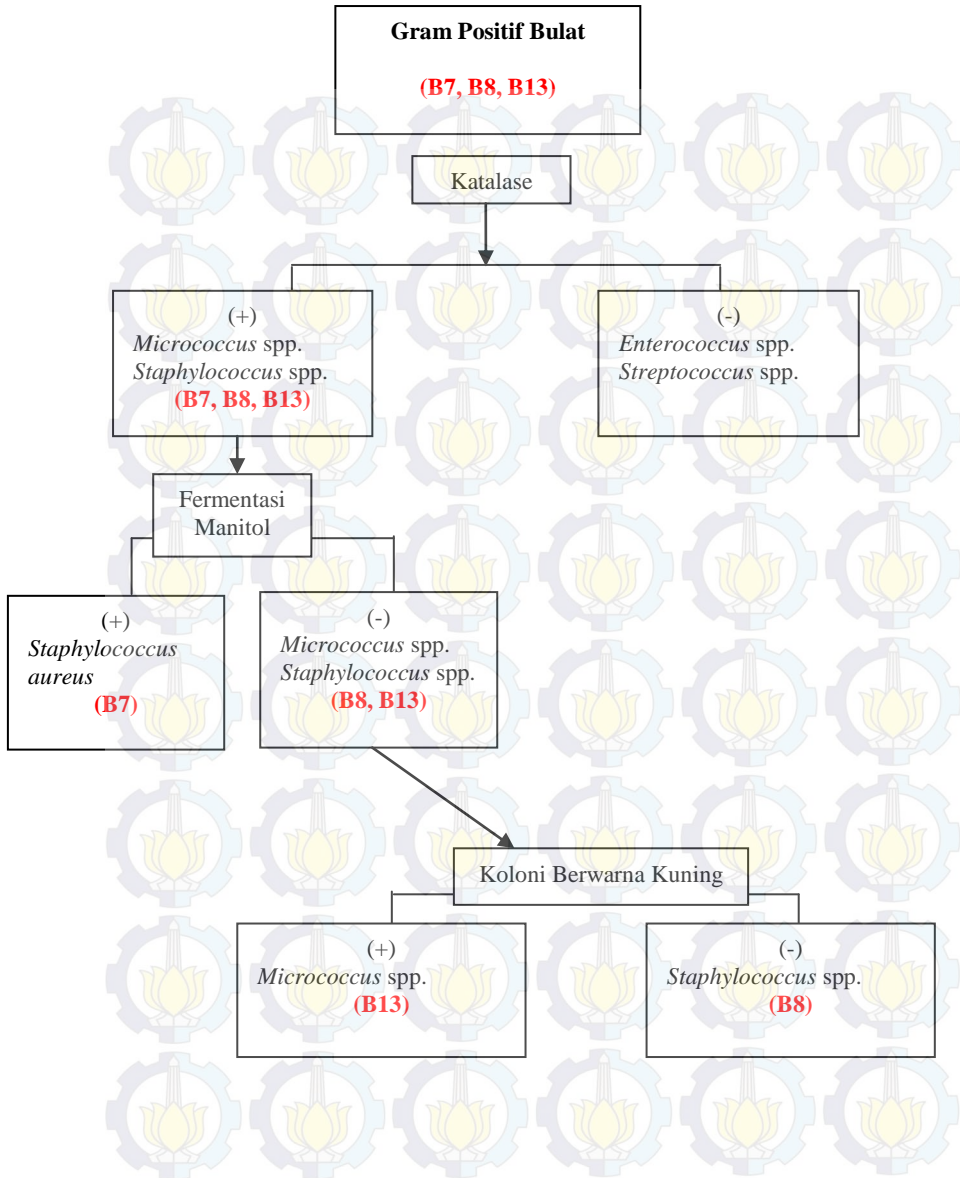 Gram Positif Bulat
(B7, B8, B13)
Katalase
(+)
Micrococcus spp.
Staphylococcus spp.
(B7, B8, B13)
(-)
Enterococcus spp.
Streptococcus spp.
Fermentasi
Manitol
(+)
Staphylococcus
aureus
(B7)
(-)
Micrococcus spp.
Staphylococcus spp.
(B8, B13)
Koloni Berwarna Kuning
(+)
Micrococcus spp.
(B13)
(-)
Staphylococcus spp.
(B8)